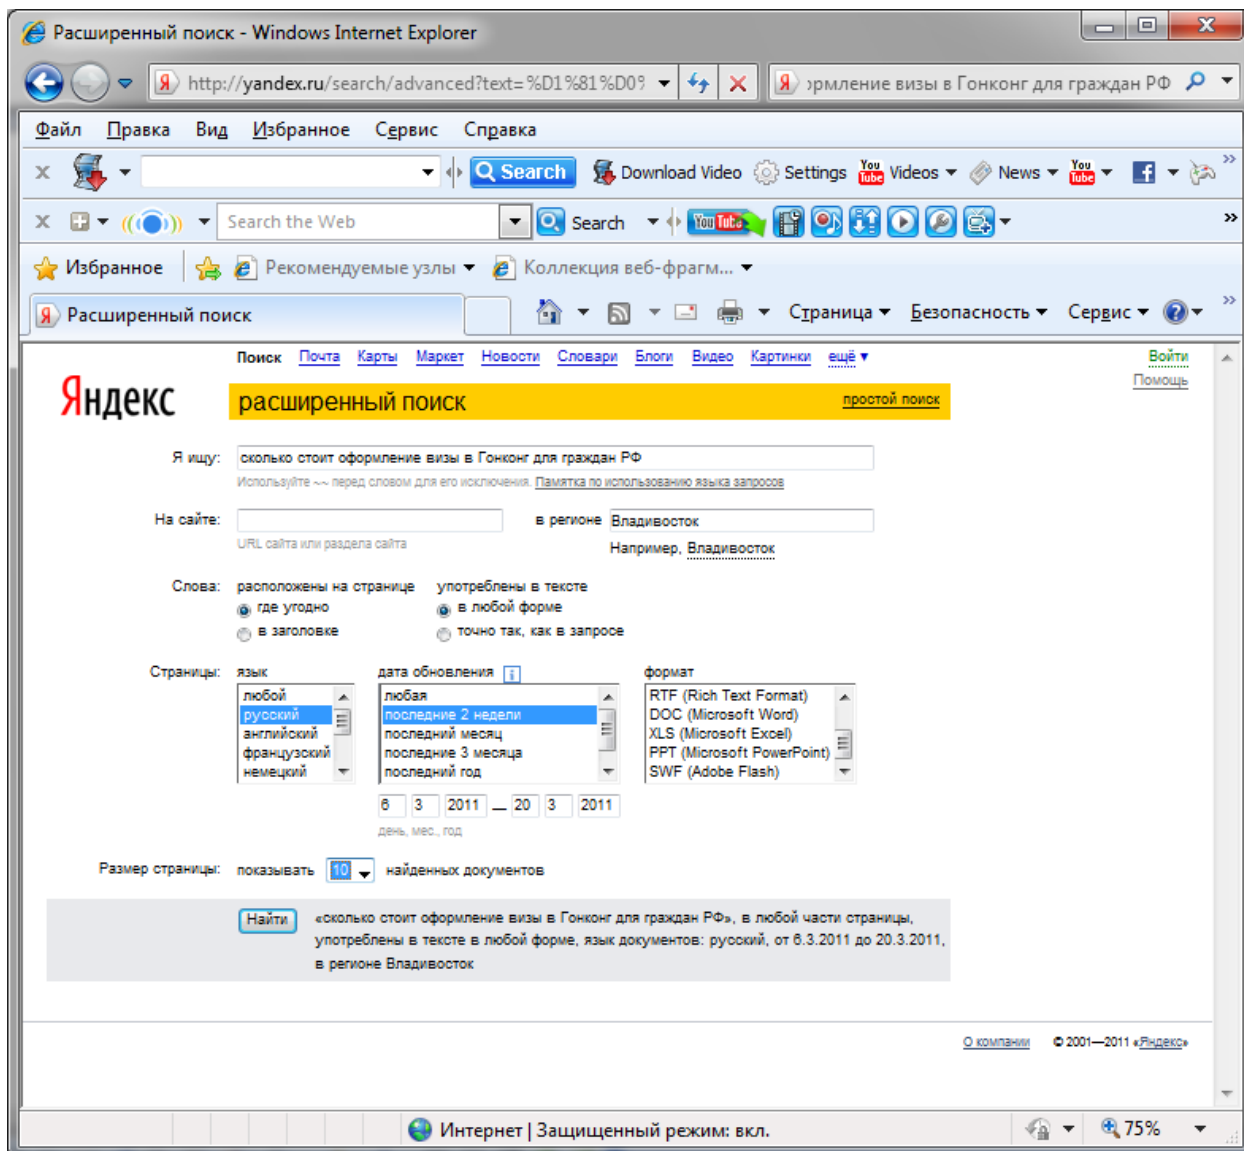 Расширенный поиск - Windows Internet Explorer
http://yandex.ru/search/advanced?text=%D1%81%D0% ормление визы в Гонконг для граждан РФ
Файл Правка Вид Избранное Сервис Справка
x Search Download Video Settings You Tube Videos News You Tube f »
x Search the Web Search YouTube »
Избранное Рекомендуемые узлы Коллекция веб-фрагм...
Я Расширенный поиск Страница Безопасность Сервис »
Поиск Почта Карты Маркет Новости Словари Блоги Видео Картинки ещё ▼ Войти
Помощь
Яндекс расширенный поиск простой поиск
Я ищу: сколько стоит оформление визы в Гонконг для граждан РФ
Используйте ~~ перед словом для его исключения. Памятка по использованию языка запросов
На сайте: в регионе Владивосток
URL сайта или раздела сайта Например, Владивосток
Слова: расположены на странице употреблены в тексте
где угодно в любой форме
в заголовке точно так, как в запросе
Страницы: язык дата обновления i формат
любой любая RTF (Rich Text Format)
русский последние 2 недели DOC (Microsoft Word)
английский последний месяц XLS (Microsoft Excel)
французский последние 3 месяца PPT (Microsoft PowerPoint)
немецкий последний год SWF (Adobe Flash)
6 3 2011 — 20 3 2011
день, мес., год
Размер страницы: показывать 10 найденных документов
Найти «сколько стоит оформление визы в Гонконг для граждан РФ», в любой части страницы,
употреблены в тексте в любой форме, язык документов: русский, от 6.3.2011 до 20.3.2011,
в регионе Владивосток
О компании © 2001—2011 «Яндекс»
Интернет | Защищенный режим: вкл. 75%